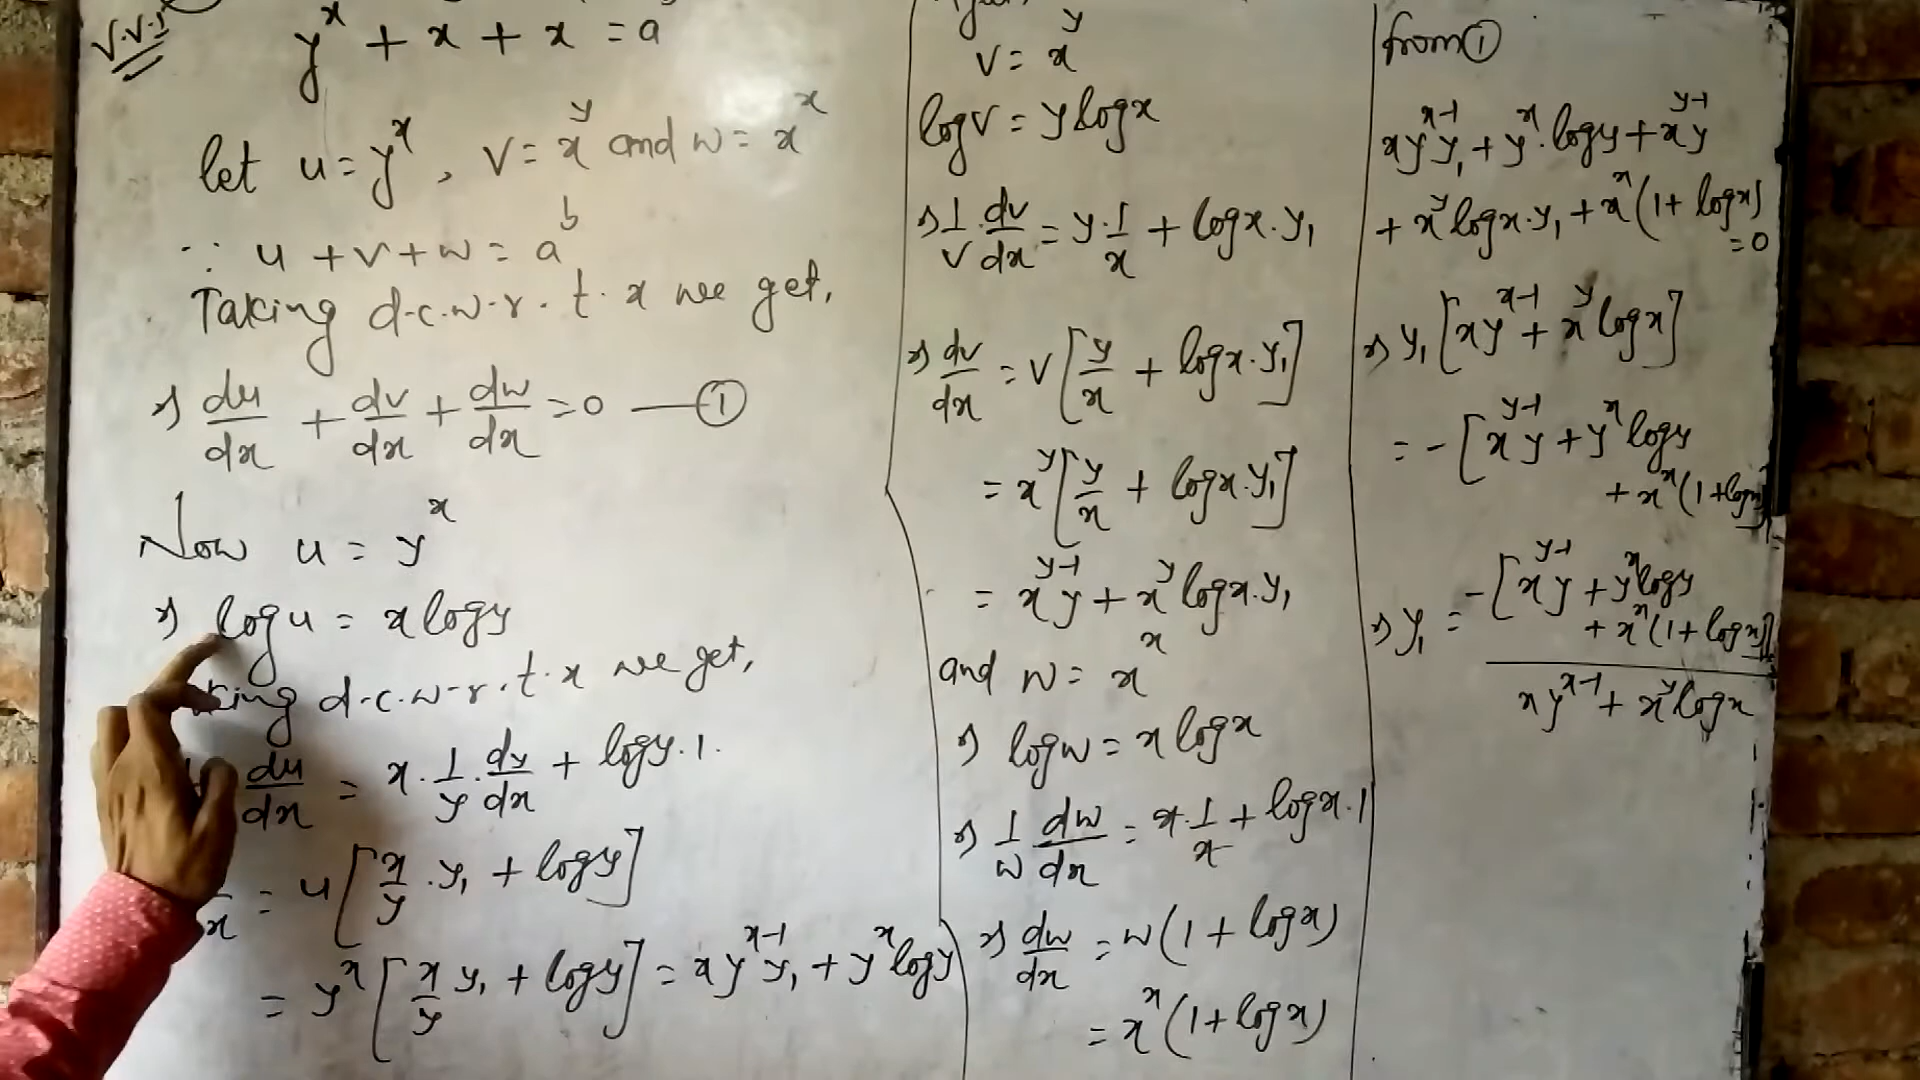 V.V.I
y^x + x + x = a
let u = y^x, v = x^y and w = x^x
∵ u + v + w = a^b
Taking d.c.w.r.t. x we get,
⇒ du/dx + dv/dx + dw/dx = 0 — ①
Now u = y^x
⇒ log u = x log y
d.c.w.r.t. x we get,
du/dx = x · 1/y · dy/dx + log y · 1.
= u [x/y · y₁ + log y]
= y^x [x/y y₁ + log y] = x y^(x-1) y₁ + y^x log y
v = x^y
log v = y log x
⇒ 1/v dv/dx = y · 1/x + log x · y₁
⇒ dv/dx = v [y/x + log x · y₁]
= x^y [y/x + log x · y₁]
= x^(y-1) y + x^y log x · y₁
and w = x^x
⇒ log w = x log x
⇒ 1/w dw/dx = x · 1/x + log x · 1
⇒ dw/dx = w (1 + log x)
= x^x (1 + log x)
from ①
x y^(x-1) y₁ + y^x · log y + x^(y-1) y
+ x^y log x · y₁ + x^x (1 + log x)
= 0
⇒ y₁ [x y^(x-1) + x^y log x]
= - [x^(y-1) y + y^x log y
+ x^x (1 + log x)]
⇒ y₁ = -[x^(y-1) y + y^x log y
+ x^x (1 + log x)]
x y^(x-1) + x^y log x